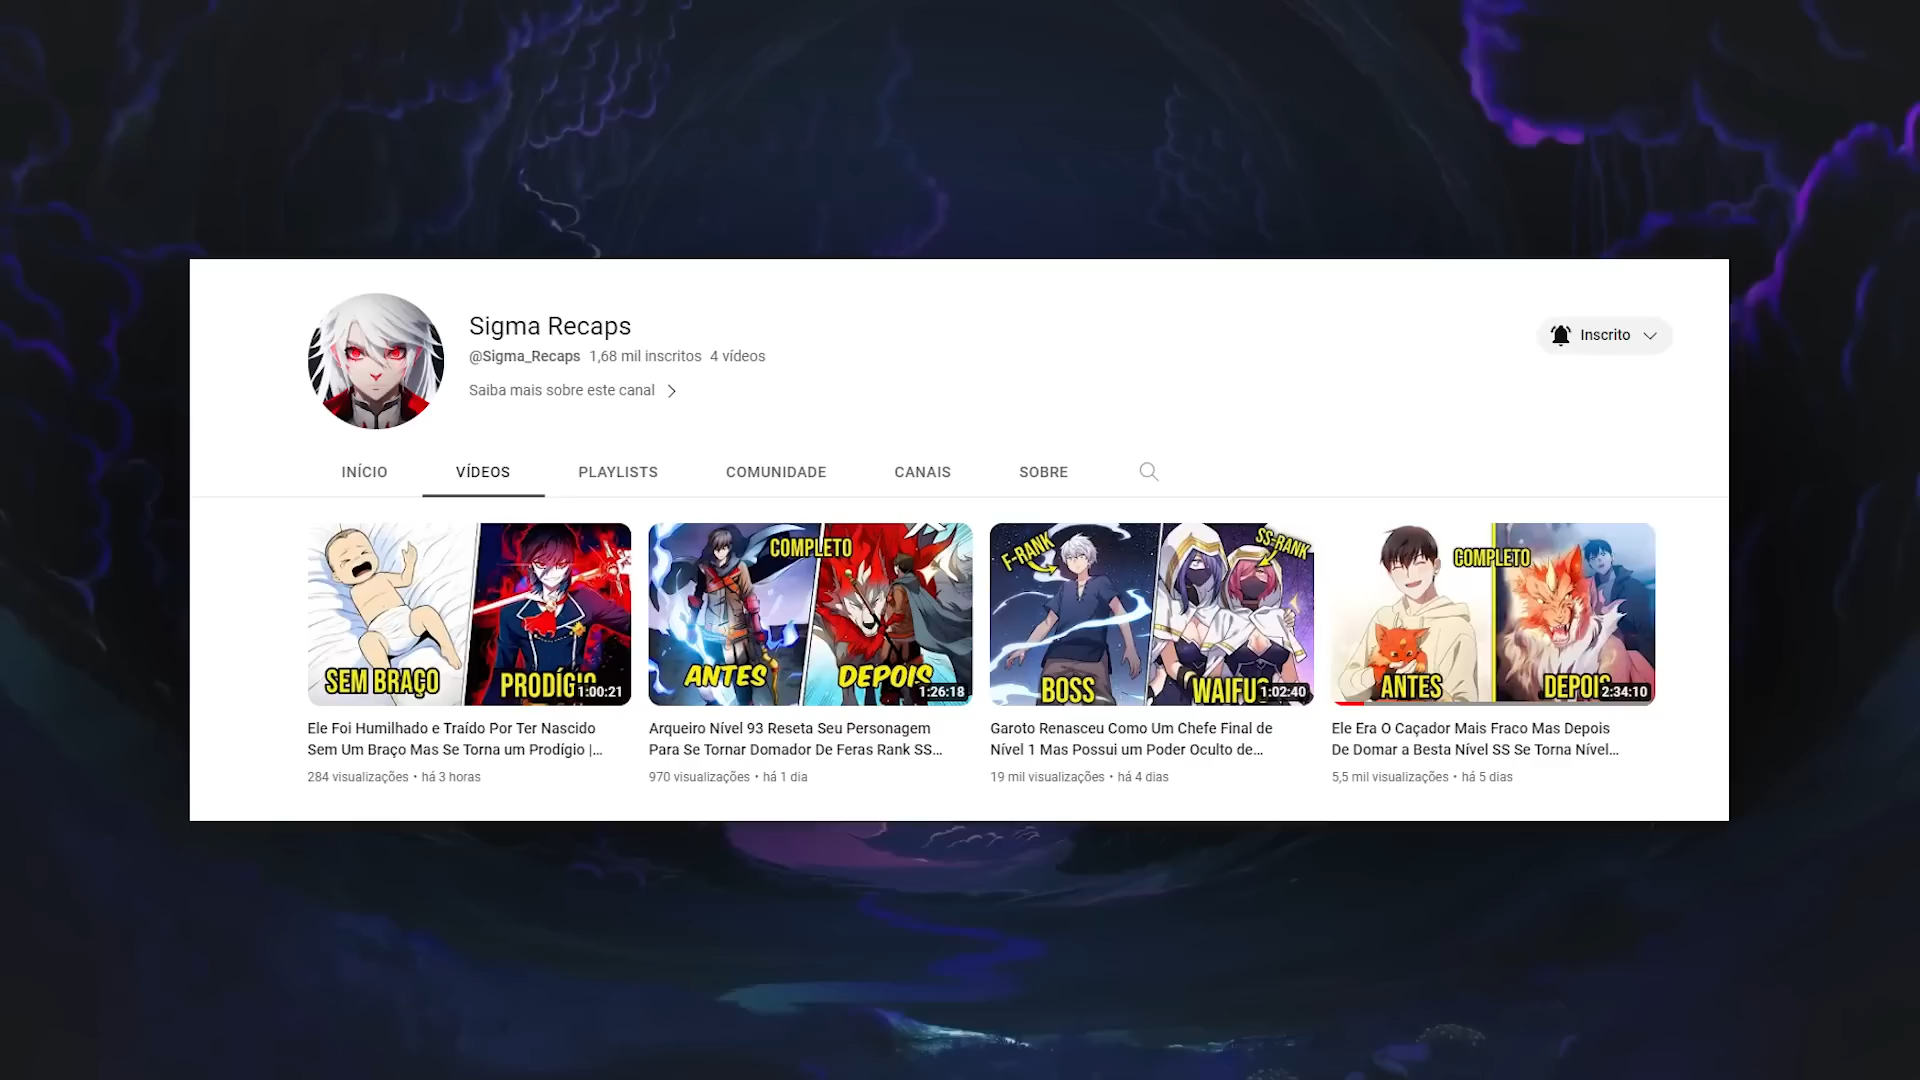 Sigma Recaps
@Sigma_Recaps 1,68 mil inscritos 4 vídeos
Saiba mais sobre este canal
Inscrito
INÍCIO VÍDEOS PLAYLISTS COMUNIDADE CANAIS SOBRE
SEM BRAÇO
1:00:21
COMPLETO
ANTES
DEPOIS
1:26:18
F-RANK
SS-RANK
BOSS
1:02:40
COMPLETO
ANTES
2:34:10
Ele Foi Humilhado e Traído Por Ter Nascido
Sem Um Braço Mas Se Torna um Prodígio |...
284 visualizações • há 3 horas
Arqueiro Nível 93 Reseta Seu Personagem
Para Se Tornar Domador De Feras Rank SS...
970 visualizações • há 1 dia
Garoto Renasceu Como Um Chefe Final de
Nível 1 Mas Possui um Poder Oculto de...
19 mil visualizações • há 4 dias
Ele Era O Caçador Mais Fraco Mas Depois
De Domar a Besta Nível SS Se Torna Nível...
5,5 mil visualizações • há 5 dias